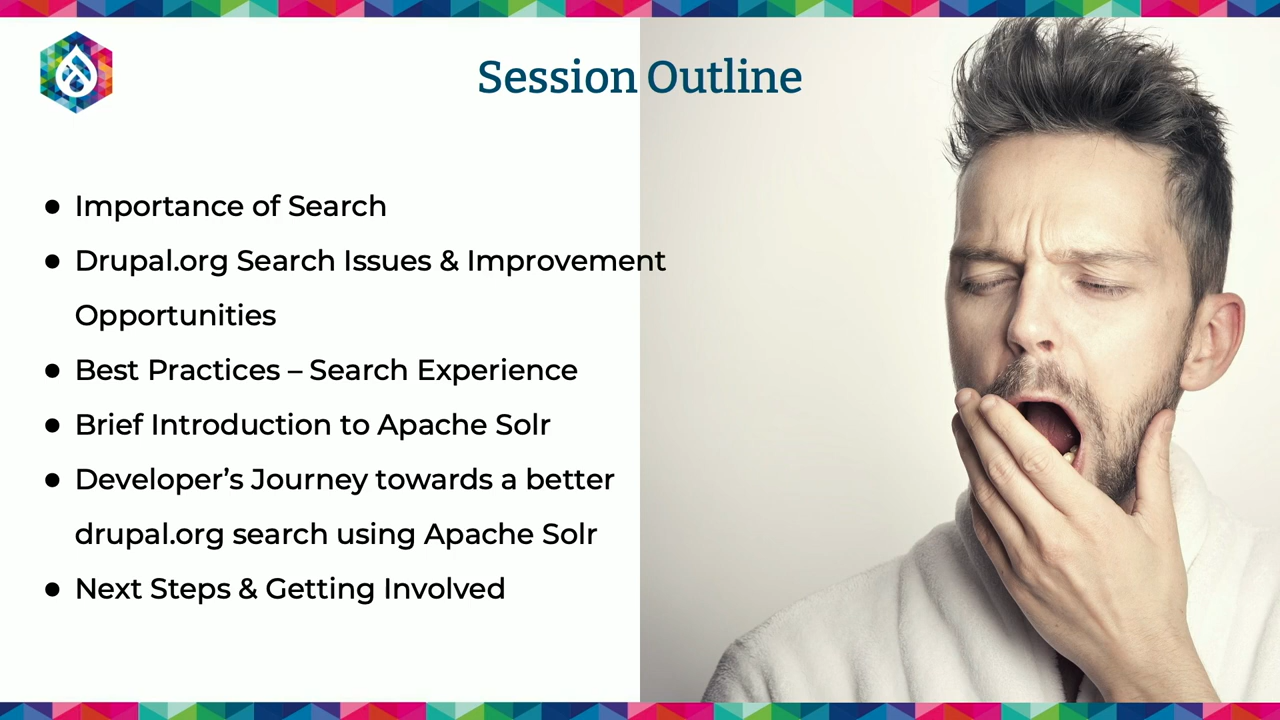 Session Outline
● Importance of Search
● Drupal.org Search Issues & Improvement
Opportunities
● Best Practices – Search Experience
● Brief Introduction to Apache Solr
● Developer’s Journey towards a better
drupal.org search using Apache Solr
● Next Steps & Getting Involved